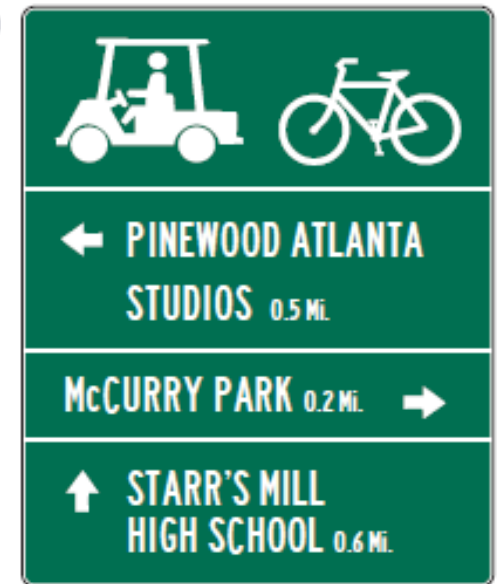 PINEWOOD ATLANTA
STUDIOS 0.5 Mi.
McCURRY PARK 0.2 Mi.
STARR'S MILL
HIGH SCHOOL 0.6 Mi.